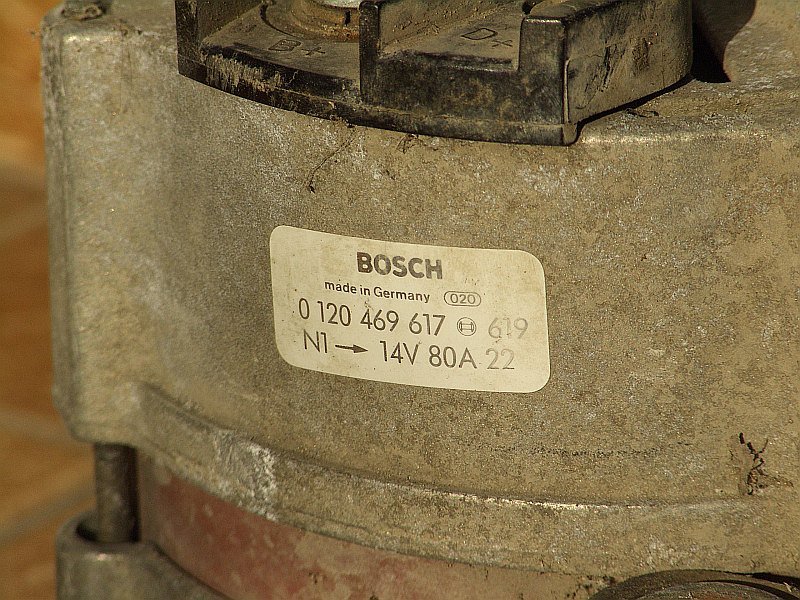 B+ D+
BOSCH
made in Germany 020
0 120 469 617 619
N1 → 14V 80A 22